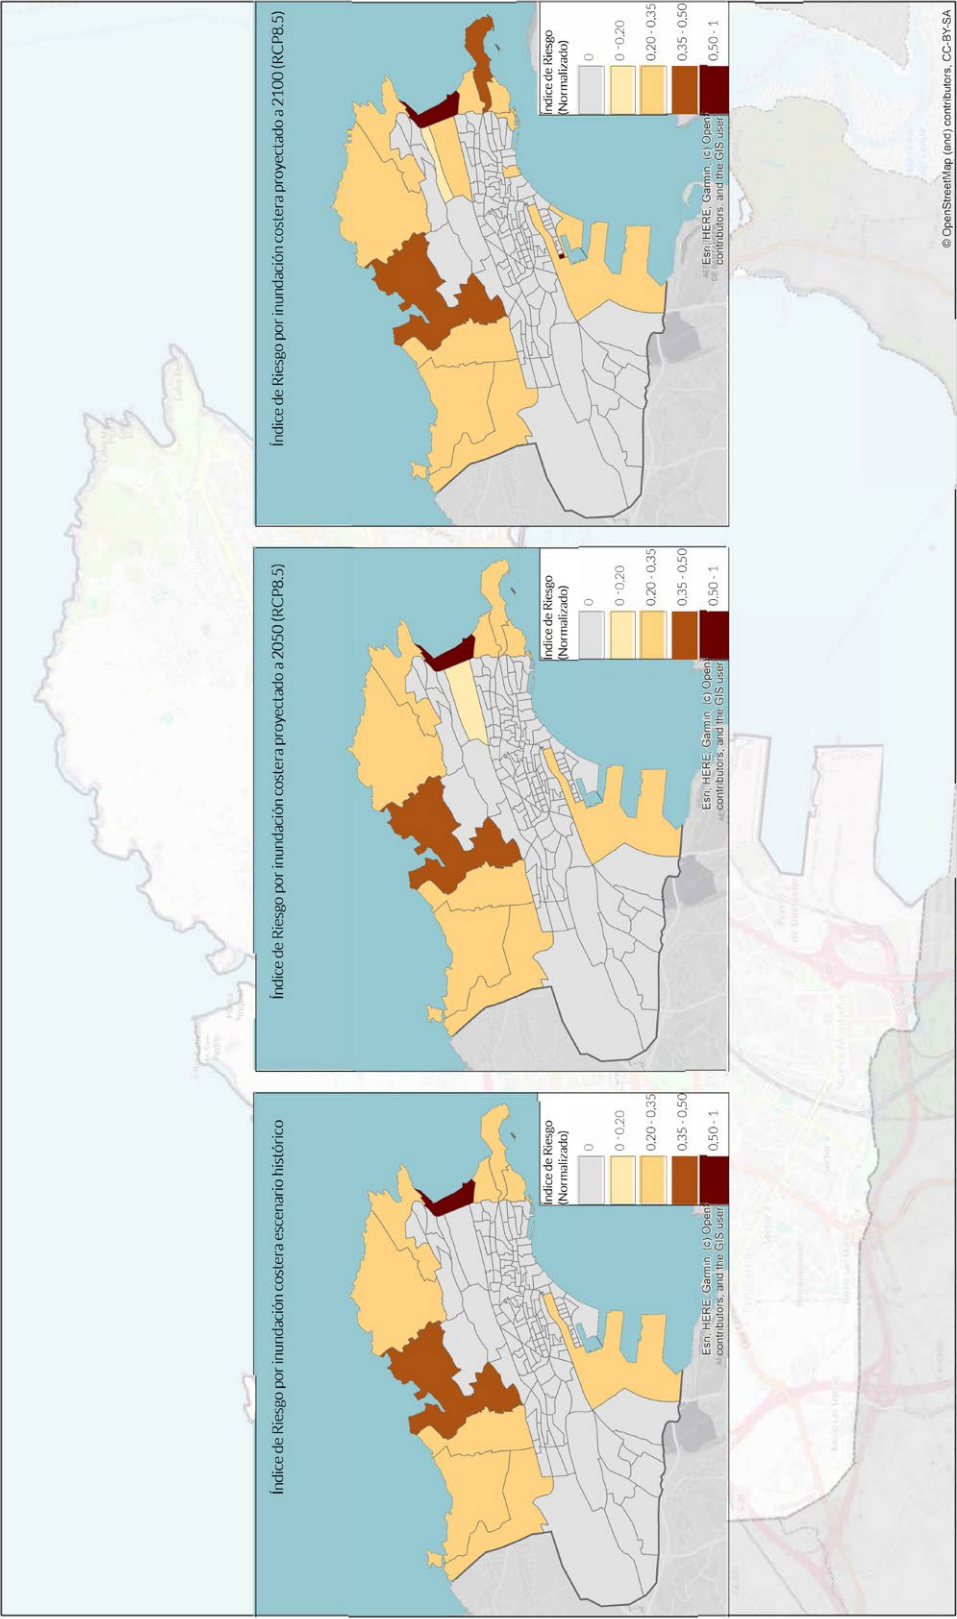 Índice de Riesgo por inundación costera escenario histórico
Índice de Riesgo
(Normalizado)
0
0 -0,20
0,20 - 0,35
0,35 - 0,50
0,50 - 1
Esri, HERE, Garmin, (c) Open
contributors, and the GIS user
Índice de Riesgo por inundación costera proyectado a 2050 (RCP8.5)
Índice de Riesgo
(Normalizado)
0
0 -0,20
0,20 - 0,35
0,35 - 0,50
0,50 - 1
Esri, HERE, Garmin, (c) Open
contributors, and the GIS user
Índice de Riesgo por inundación costera proyectado a 2100 (RCP8.5)
Índice de Riesgo
(Normalizado)
0
0 -0,20
0,20 - 0,35
0,35 - 0,50
0,50 - 1
Esri, HERE, Garmin, (c) Open
contributors, and the GIS user
© OpenStreetMap (and) contributors, CC-BY-SA